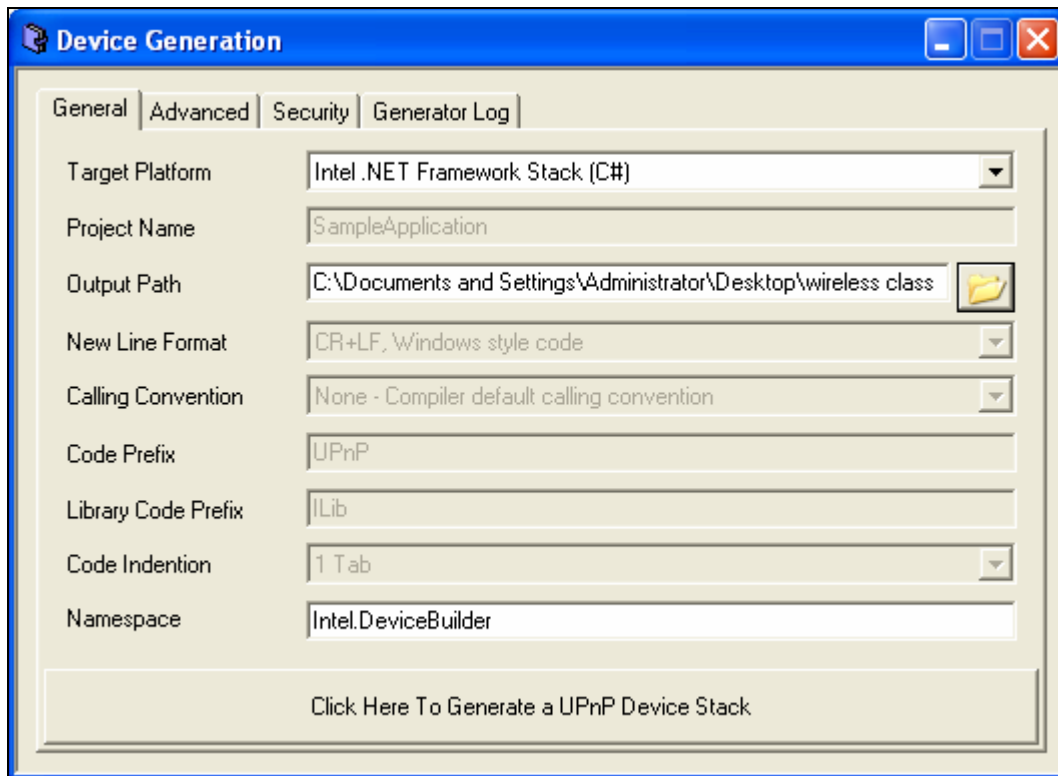 Device Generation
General Advanced Security Generator Log
Target Platform Intel .NET Framework Stack (C#)
Project Name SampleApplication
Output Path C:\Documents and Settings\Administrator\Desktop\wireless class
New Line Format CR+LF, Windows style code
Calling Convention None - Compiler default calling convention
Code Prefix UPnP
Library Code Prefix ILib
Code Indention 1 Tab
Namespace Intel.DeviceBuilder
Click Here To Generate a UPnP Device Stack